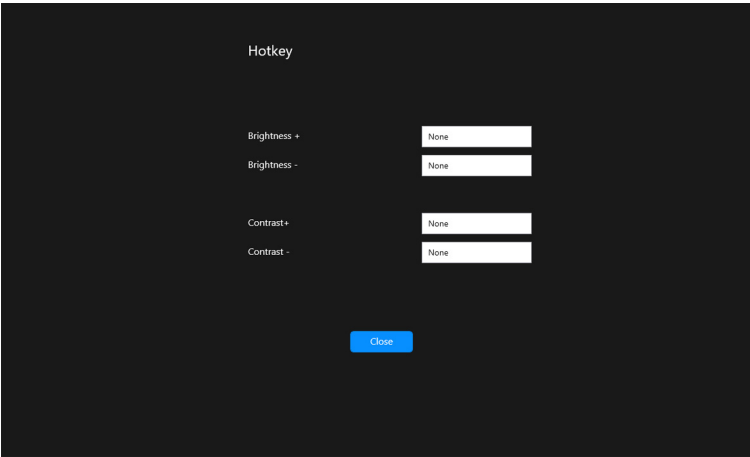 Hotkey
Brightness + None
Brightness - None
Contrast+ None
Contrast - None
Close